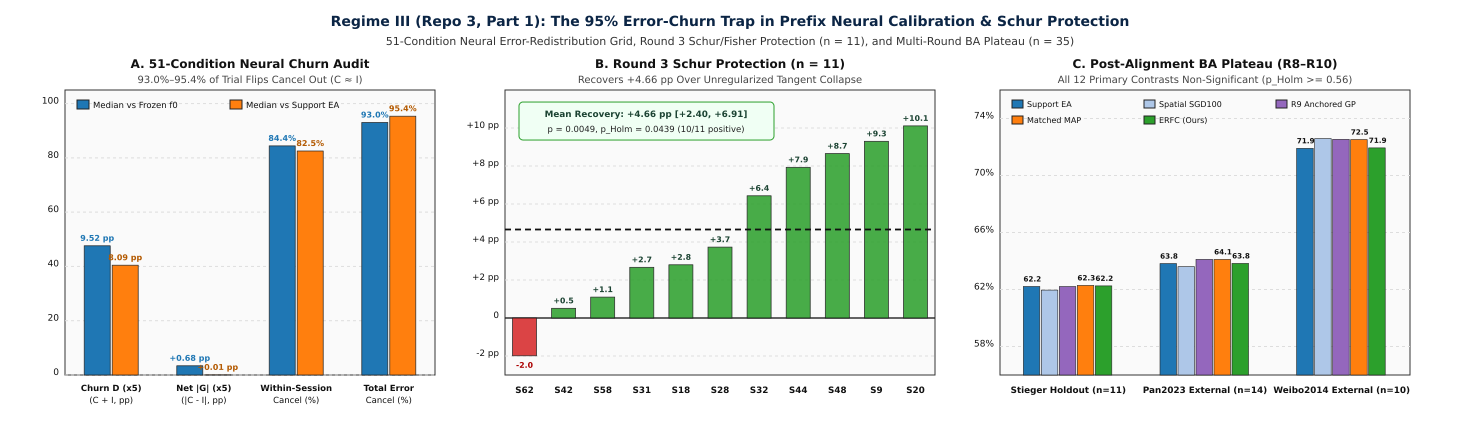 Regime III (Repo 3, Part 1): The 95% Error-Churn Trap in Prefix Neural Calibration & Schur Protection
51-Condition Neural Error-Redistribution Grid, Round 3 Schur/Fisher Protection (n = 11), and Multi-Round BA Plateau (n = 35)
A. 51-Condition Neural Churn Audit
93.0%–95.4% of Trial Flips Cancel Out (C ≈ I)
Median vs Frozen f0
Median vs Support EA
100
80
60
40
20
0
9.52 pp
.09 pp
+0.68 pp
0.01 pp
84.4%
82.5%
93.0%
95.4%
Churn D (x5)
(C + I, pp)
Net |G| (x5)
(|C - I|, pp)
Within-Session
Cancel (%)
Total Error
Cancel (%)
B. Round 3 Schur Protection (n = 11)
Recovers +4.66 pp Over Unregularized Tangent Collapse
Mean Recovery: +4.66 pp [+2.40, +6.91]
p = 0.0049, p_Holm = 0.0439 (10/11 positive)
+10 pp
+8 pp
+6 pp
+4 pp
+2 pp
0
-2 pp
-2.0
+0.5
+1.1
+2.7
+2.8
+3.7
+6.4
+7.9
+8.7
+9.3
+10.1
S62
S42
S58
S31
S18
S28
S32
S44
S48
S9
S20
C. Post-Alignment BA Plateau (R8–R10)
All 12 Primary Contrasts Non-Significant (p_Holm >= 0.56)
Support EA
Spatial SGD100
R9 Anchored GP
Matched MAP
ERFC (Ours)
74%
70%
66%
62%
58%
62.2
62.3
62.2
63.8
64.1
63.8
71.9
72.5
71.9
Stieger Holdout (n=11)
Pan2023 External (n=14)
Weibo2014 External (n=10)